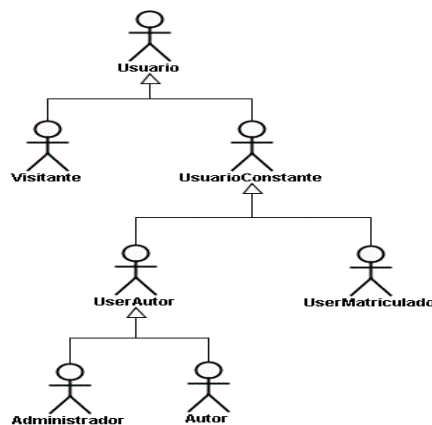 Usuario
Visitante
UsuarioConstante
UserAutor
UserMatriculado
Administrador
Autor